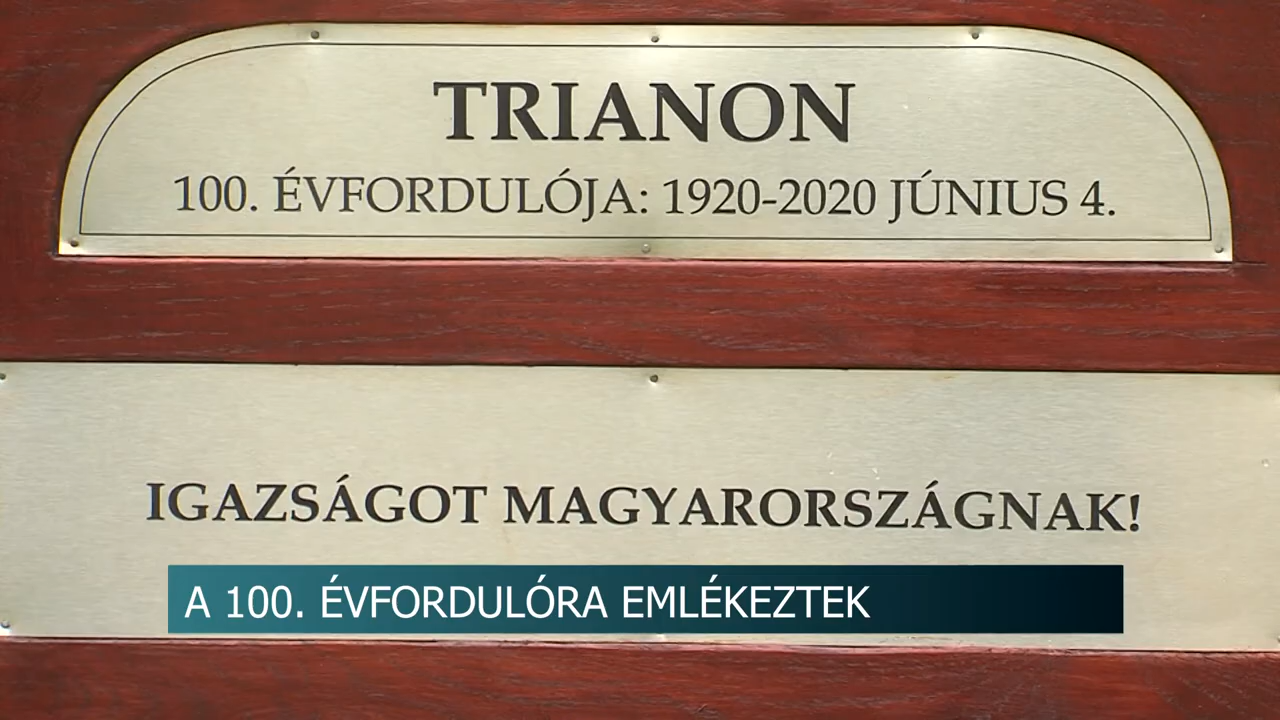 TRIANON
100. ÉVFORDULÓJA: 1920-2020 JÚNIUS 4.
IGAZSÁGOT MAGYARORSZÁGNAK!
A 100. ÉVFORDULÓRA EMLÉKEZTEK